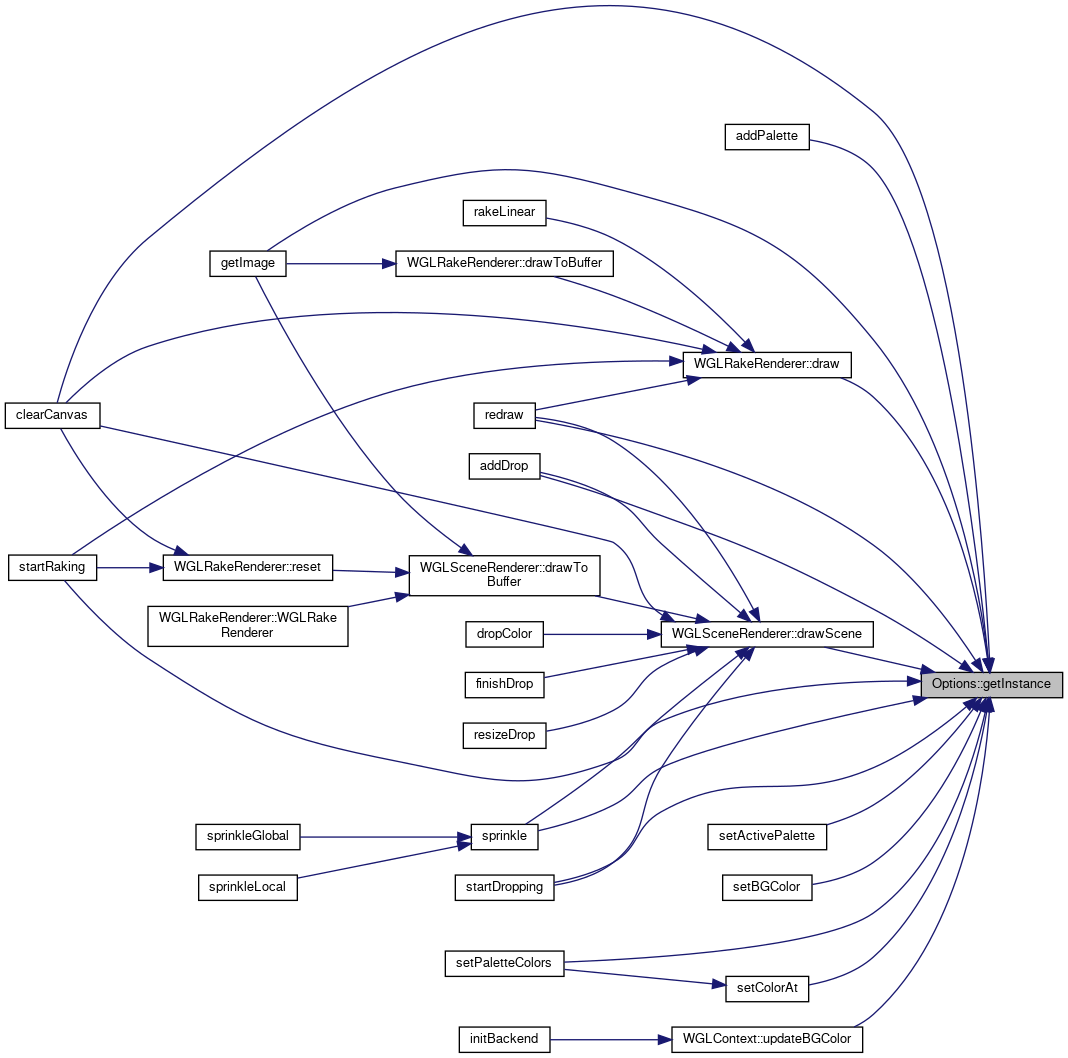 addPalette
rakeLinear
getImage
WGLRakeRenderer::drawToBuffer
WGLRakeRenderer::draw
clearCanvas
redraw
addDrop
startRaking
WGLRakeRenderer::reset
WGLSceneRenderer::drawTo
Buffer
WGLRakeRenderer::WGLRake
Renderer
dropColor
WGLSceneRenderer::drawScene
finishDrop
Options::getInstance
resizeDrop
sprinkleGlobal
sprinkle
setActivePalette
sprinkleLocal
startDropping
setBGColor
setPaletteColors
setColorAt
initBackend
WGLContext::updateBGColor